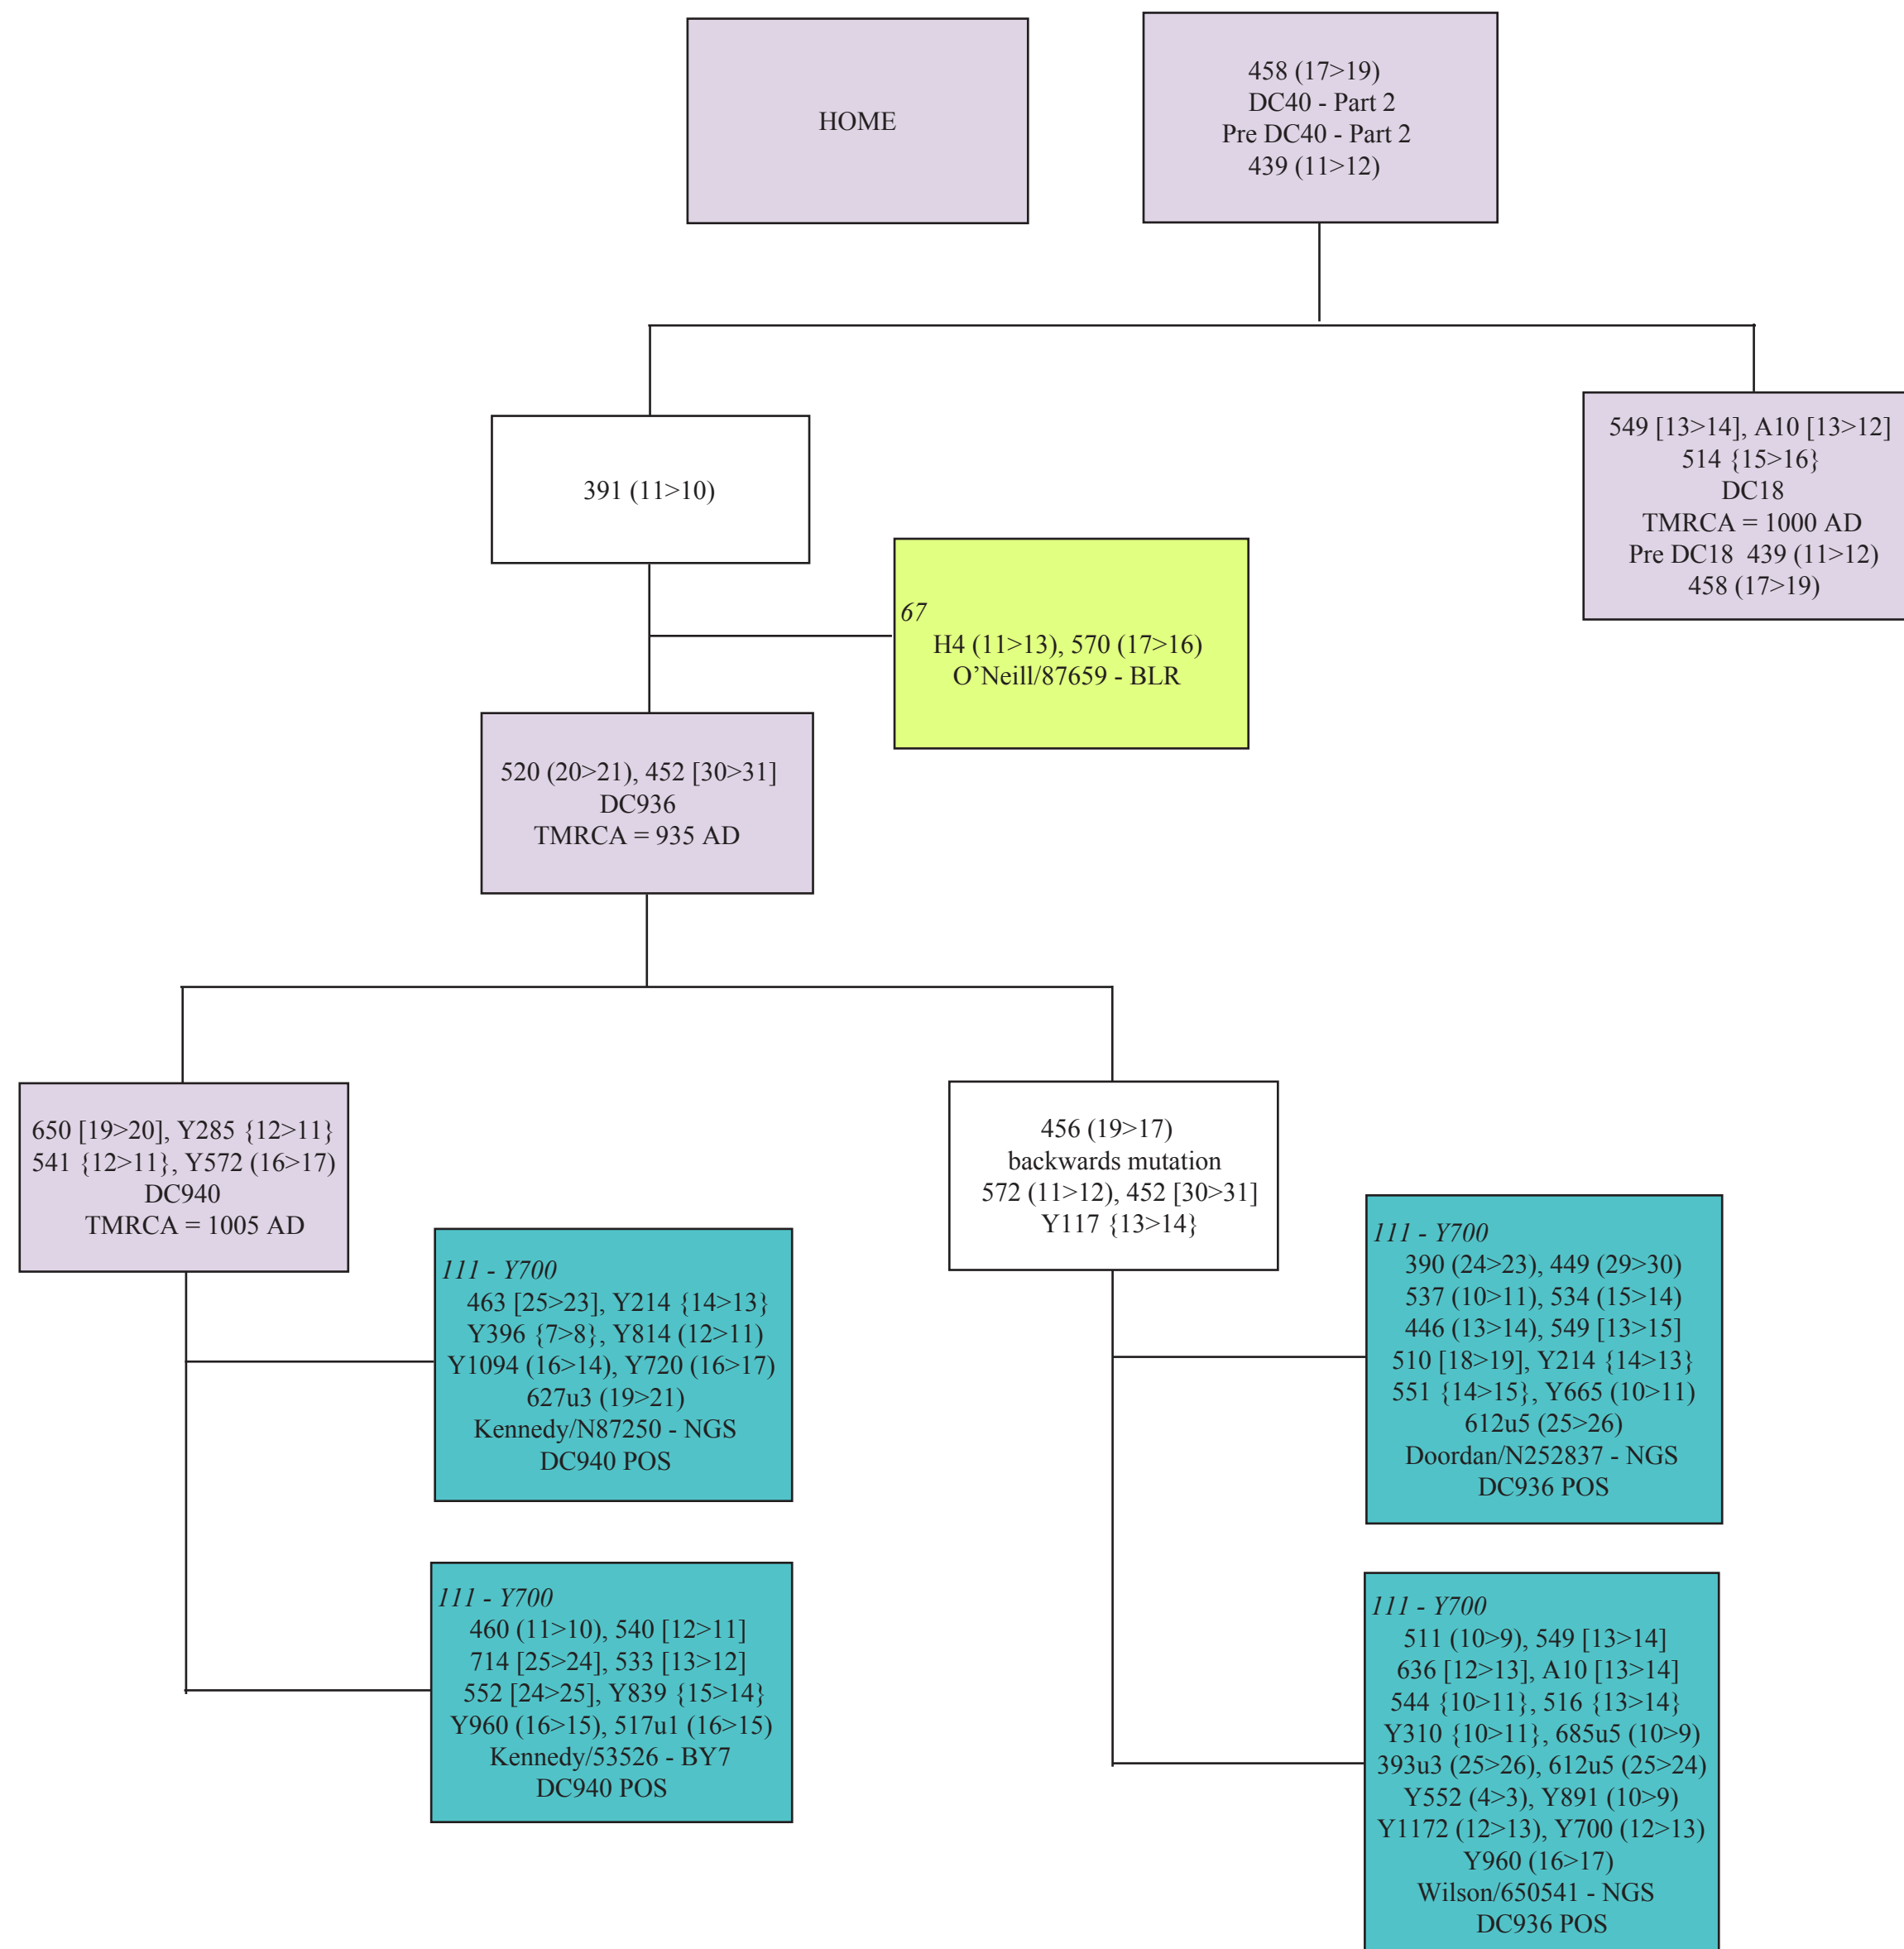 HOME
458 (17>19)
DC40 - Part 2
Pre DC40 - Part 2
439 (11>12)
391 (11>10)
549 [13>14], A10 [13>12]
514 {15>16}
DC18
TMRCA = 1000 AD
Pre DC18 439 (11>12)
458 (17>19)
67
H4 (11>13), 570 (17>16)
O'Neill/87659 - BLR
520 (20>21), 452 [30>31]
DC936
TMRCA = 935 AD
650 [19>20], Y285 {12>11}
541 {12>11}, Y572 (16>17)
DC940
TMRCA = 1005 AD
456 (19>17)
backwards mutation
572 (11>12), 452 [30>31]
Y117 {13>14}
111 - Y700
463 [25>23], Y214 {14>13}
Y396 {7>8}, Y814 (12>11)
Y1094 (16>14), Y720 (16>17)
627u3 (19>21)
Kennedy/N87250 - NGS
DC940 POS
111 - Y700
390 (24>23), 449 (29>30)
537 (10>11), 534 (15>14)
446 (13>14), 549 [13>15]
510 [18>19], Y214 {14>13}
551 {14>15}, Y665 (10>11)
612u5 (25>26)
Doordan/N252837 - NGS
DC936 POS
111 - Y700
460 (11>10), 540 [12>11]
714 [25>24], 533 [13>12]
552 [24>25], Y839 {15>14}
Y960 (16>15), 517u1 (16>15)
Kennedy/53526 - BY7
DC940 POS
111 - Y700
511 (10>9), 549 [13>14]
636 [12>13], A10 [13>14]
544 {10>11}, 516 {13>14}
Y310 {10>11}, 685u5 (10>9)
393u3 (25>26), 612u5 (25>24)
Y552 (4>3), Y891 (10>9)
Y1172 (12>13), Y700 (12>13)
Y960 (16>17)
Wilson/650541 - NGS
DC936 POS